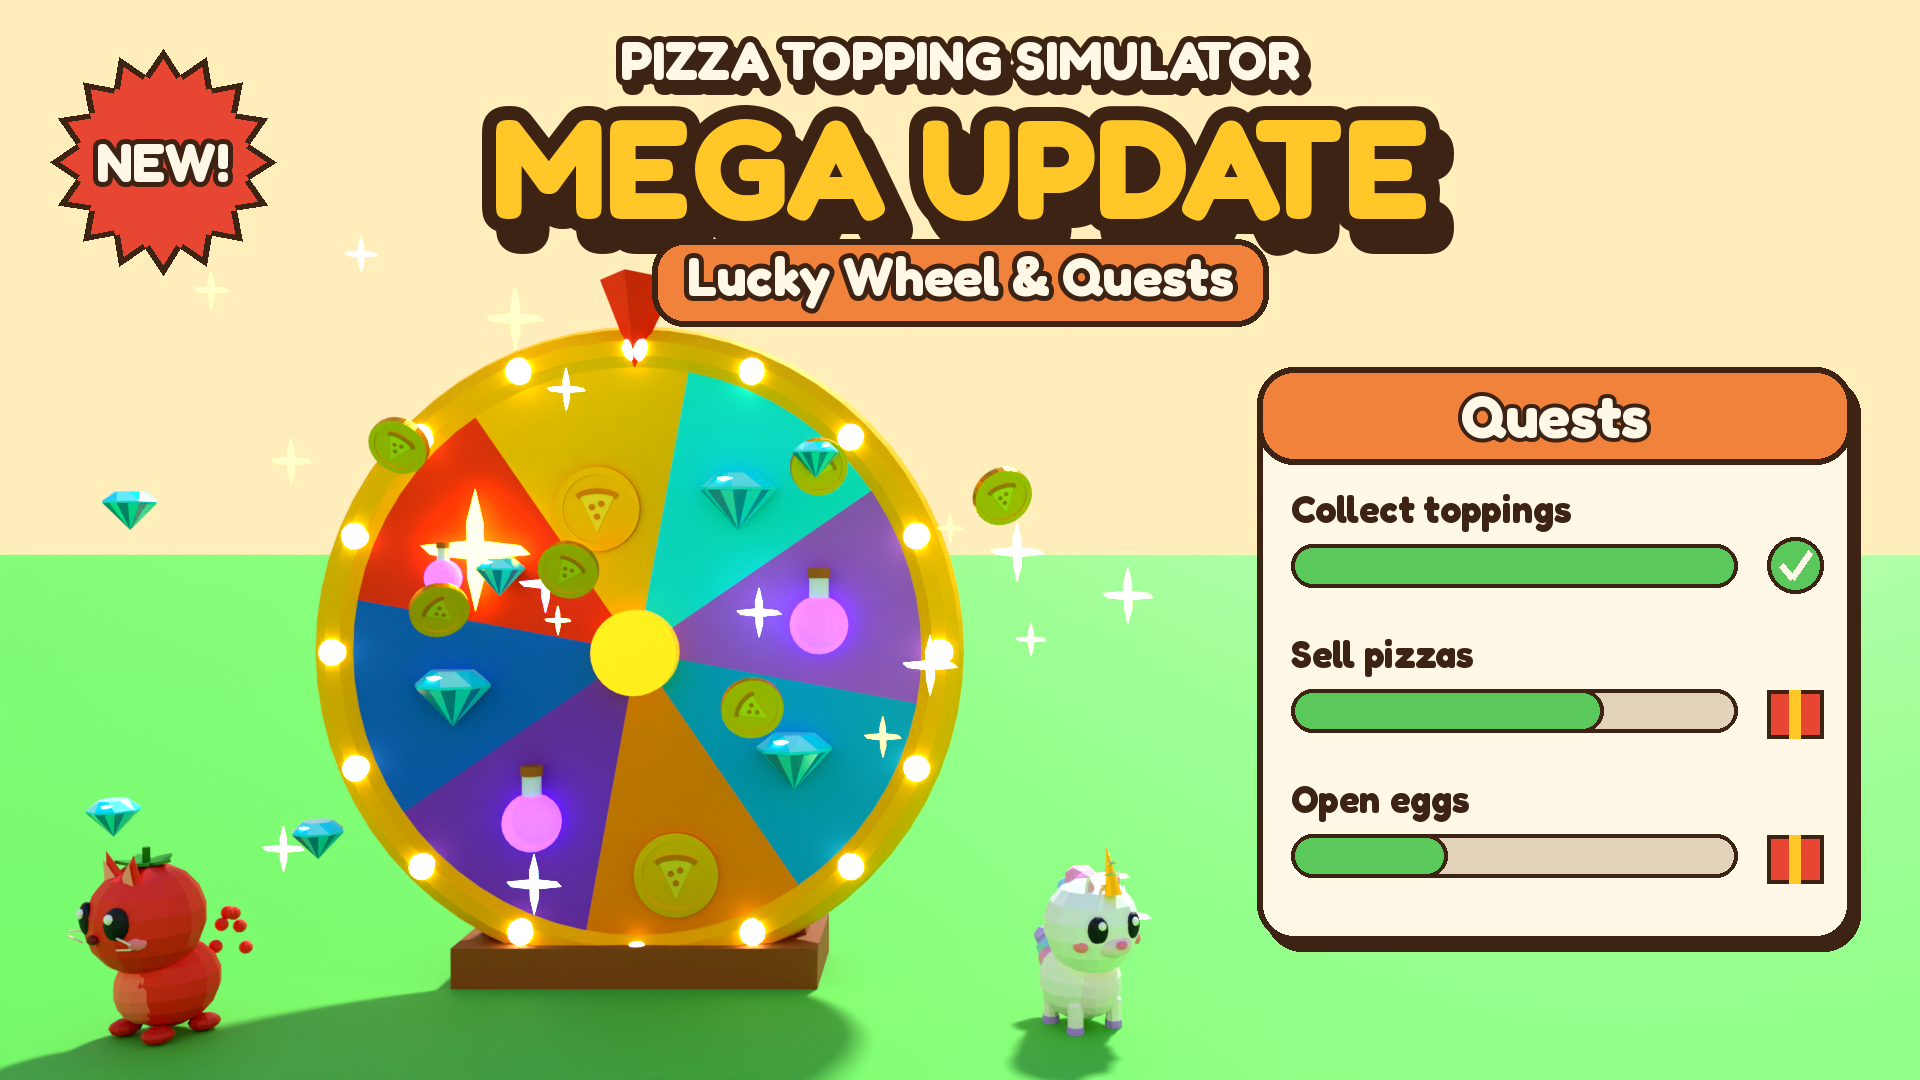 PIZZA TOPPING SIMULATOR
MEGA UPDATE
Lucky Wheel & Quests
NEW!
Quests
Collect toppings
Sell pizzas
Open eggs